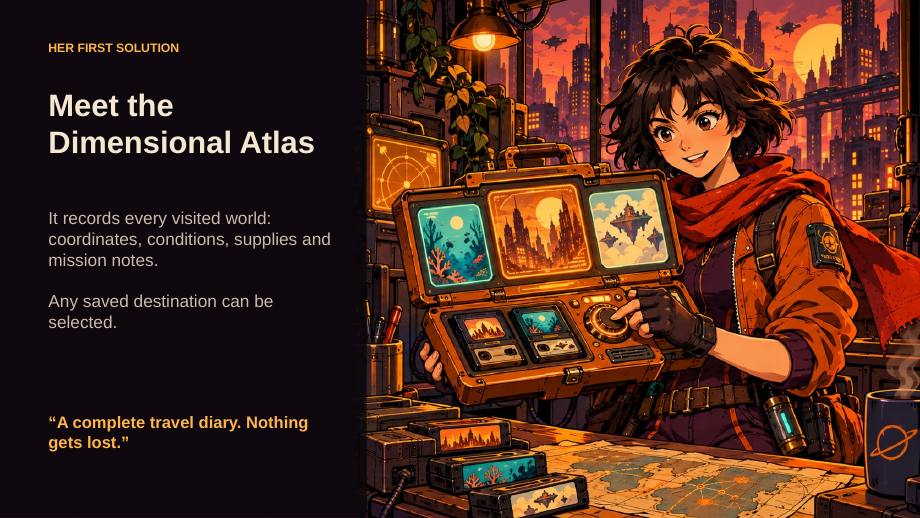 HER FIRST SOLUTION
Meet the
Dimensional Atlas
It records every visited world:
coordinates, conditions, supplies and
mission notes.
Any saved destination can be
selected.
“A complete travel diary. Nothing
gets lost.”